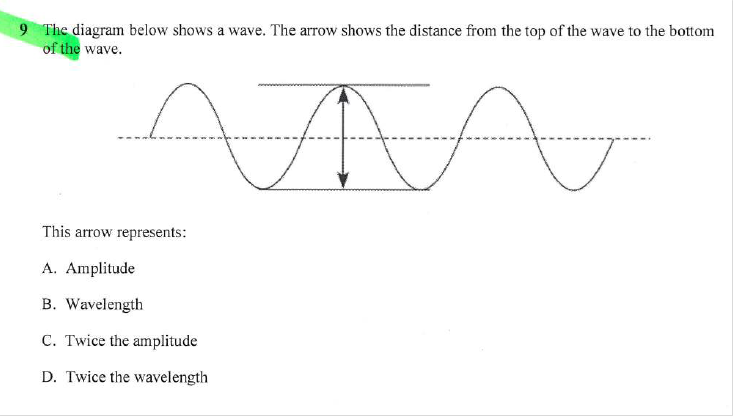 9 The diagram below shows a wave. The arrow shows the distance from the top of the wave to the bottom
of the wave.
This arrow represents:
A. Amplitude
B. Wavelength
C. Twice the amplitude
D. Twice the wavelength